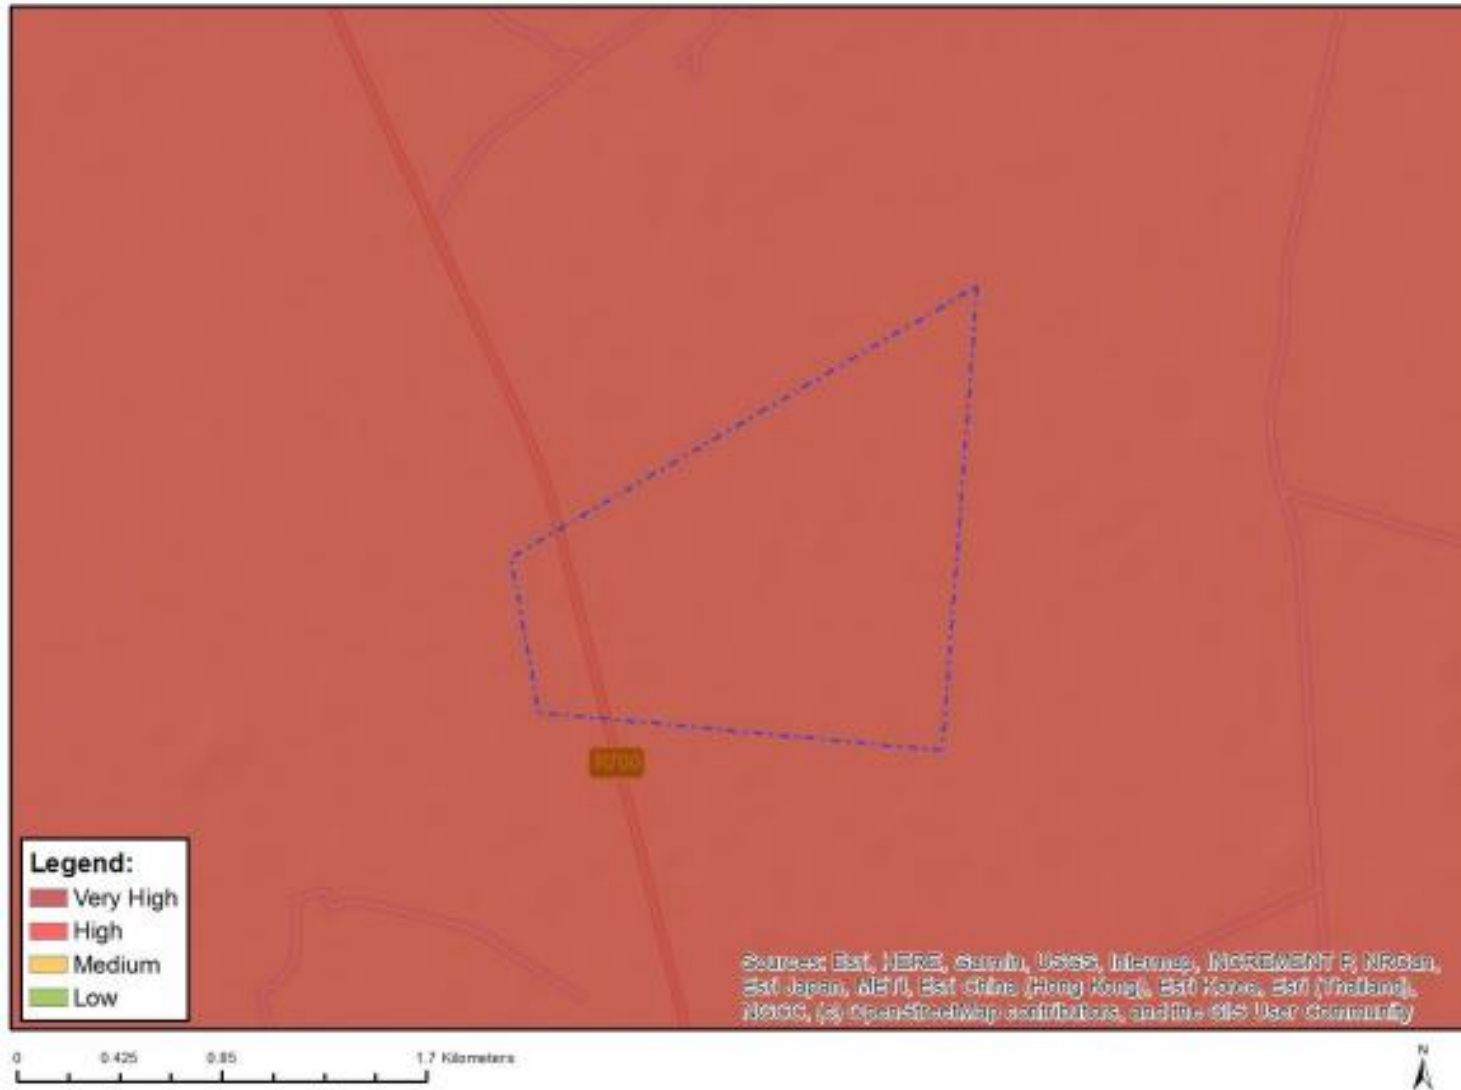 R700
Legend:
Very High
High
Medium
Low
Sources: Esri, HERE, Garmin, USGS, Intermap, INCREMENT P, NRCan,
Esri Japan, METI, Esri China (Hong Kong), Esri Korea, Esri (Thailand),
NGCC, (c) OpenStreetMap contributors, and the GIS User Community
0 0.425 0.85 1.7 Kilometers
N